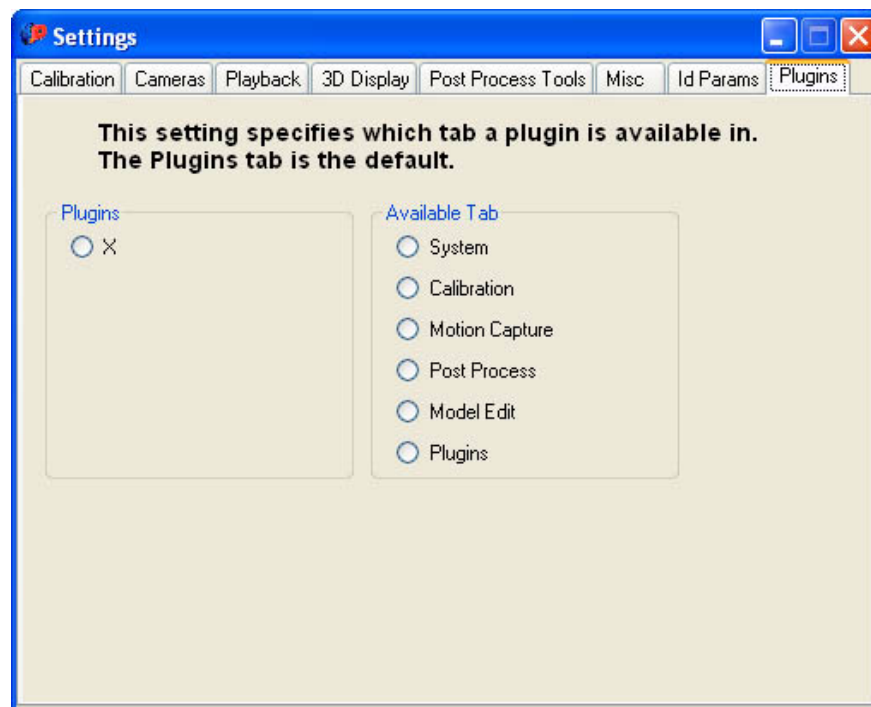 Settings
Calibration Cameras Playback 3D Display Post Process Tools Misc Id Params Plugins
This setting specifies which tab a plugin is available in.
The Plugins tab is the default.
Plugins
X
Available Tab
System
Calibration
Motion Capture
Post Process
Model Edit
Plugins